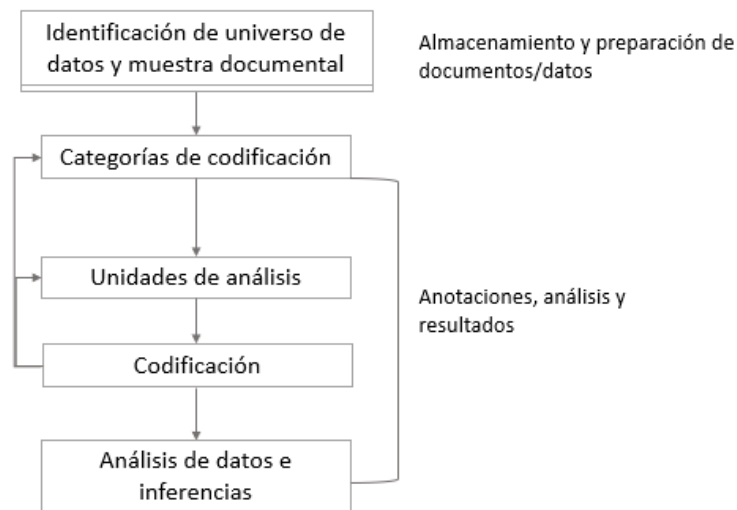 Identificación de universo de
datos y muestra documental
Almacenamiento y preparación de
documentos/datos
Categorías de codificación
Unidades de análisis
Anotaciones, análisis y
resultados
Codificación
Análisis de datos e
inferencias